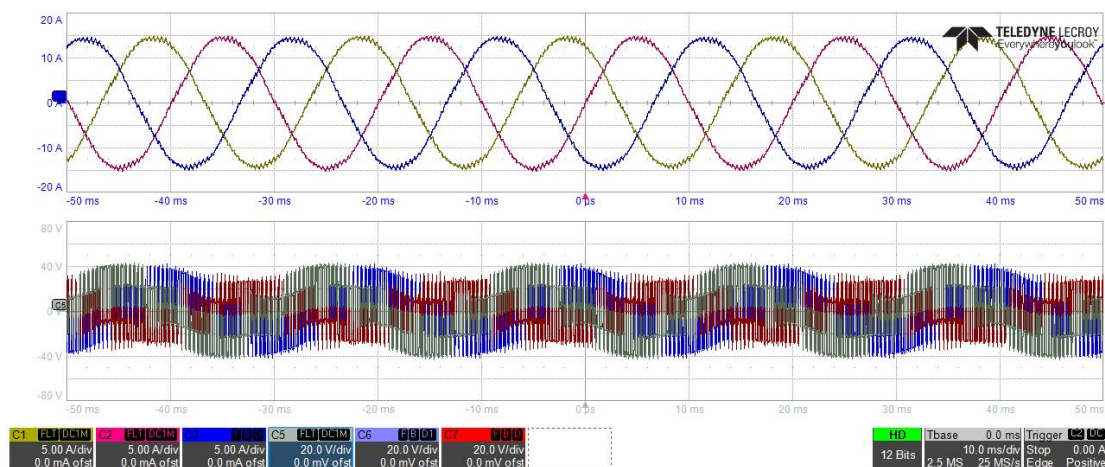 20 A
TELEDYNE LECROY
Everywhereyoulook
10 A
0 A
-10 A
-20 A
-50 ms -40 ms -30 ms -20 ms -10 ms 0 µs 10 ms 20 ms 30 ms 40 ms 50 ms
80 V
40 V
C5
0 V
-40 V
-80 V
-50 ms -40 ms -30 ms -20 ms -10 ms 0 µs 10 ms 20 ms 30 ms 40 ms 50 ms
C1 FLT DC1M C2 FLT DC1M C3 F B D C5 FLT DC1M C6 F B D1 C7 F B D HD Tbase 0.0 ms Trigger C2 DC
5.00 A/div 5.00 A/div 5.00 A/div 20.0 V/div 20.0 V/div 20.0 V/div 12 Bits 10.0 ms/div Stop 0.00 A
0.0 mA ofst 0.0 mA ofst 0.0 mA ofst 0.0 mV ofst 0.0 mV ofst 0.0 mV ofst 2.5 MS 25 MS/s Edge Positive